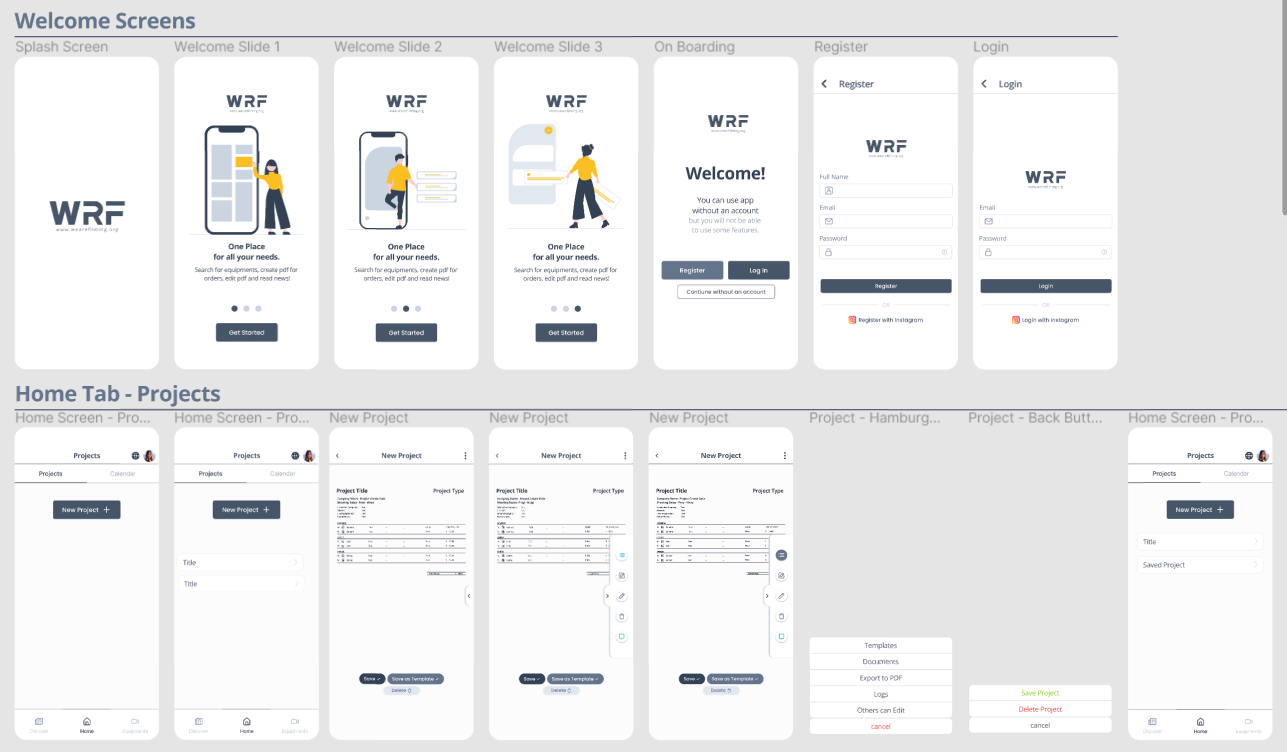 Welcome Screens
Splash Screen
Welcome Slide 1
Welcome Slide 2
Welcome Slide 3
On Boarding
Register
Login
WRF
WRF
One Place
for all your needs.
Search for equipments, create pdf for
orders, edit pdf and read news!
Get Started
WRF
One Place
for all your needs.
Search for equipments, create pdf for
orders, edit pdf and read news!
Get Started
WRF
One Place
for all your needs.
Search for equipments, create pdf for
orders, edit pdf and read news!
Get Started
WRF
Welcome!
You can use app
without an account
but you will not be able
to use some features.
Register
Log In
Contiune without an account
Register
WRF
Full Name
Email
Password
Register
OR
Register with Instagram
Login
WRF
Email
Password
Login
OR
Login with Instagram
Home Tab - Projects
Home Screen - Pro...
Home Screen - Pro...
New Project
New Project
New Project
Project - Hamburg...
Project - Back Butt...
Home Screen - Pro...
Projects
Projects
Calendar
New Project +
Discover
Home
Equipments
Projects
Projects
Calendar
New Project +
Title
Title
Discover
Home
Equipments
New Project
Project Title
Project Type
Save
Save as Template
Delete
New Project
Project Title
Project Type
Save
Save as Template
Delete
New Project
Project Title
Project Type
Save
Save as Template
Delete
Templates
Documents
Export to PDF
Logs
Others can Edit
cancel
Save Project
Delete Project
cancel
Projects
Projects
Calendar
New Project +
Title
Saved Project
Discover
Home
Equipments